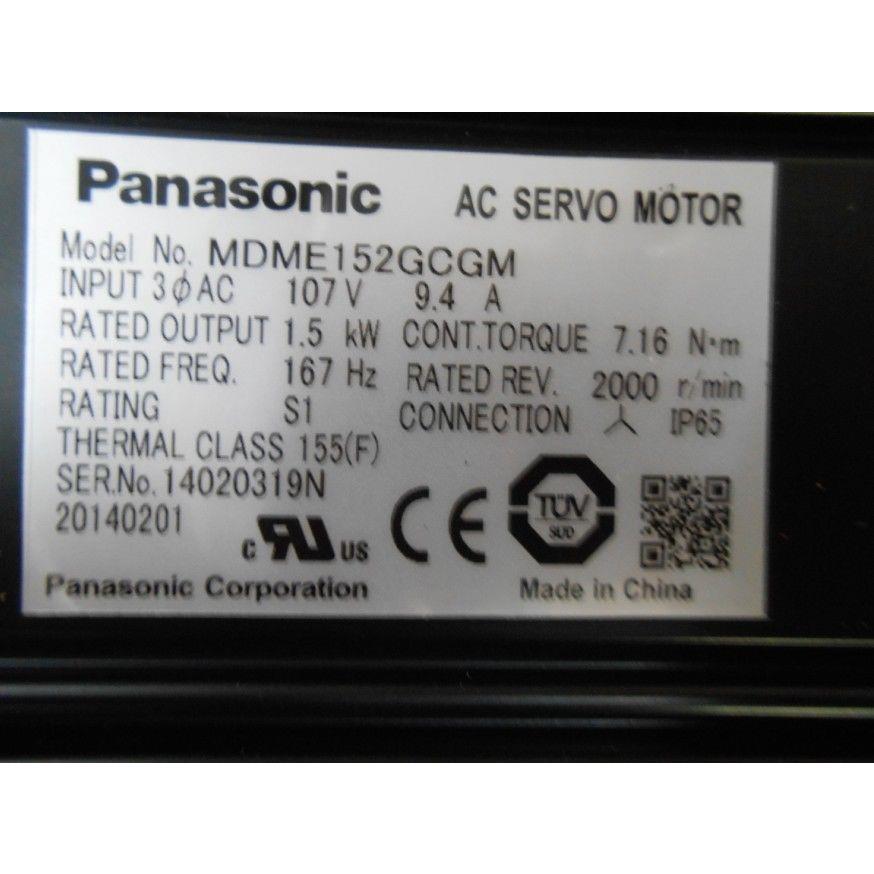 Panasonic AC SERVO MOTOR
Model No. MDME152GCGM
INPUT 3ϕAC 107 V 9.4 A
RATED OUTPUT 1.5 kW CONT.TORQUE 7.16 N·m
RATED FREQ. 167 Hz RATED REV. 2000 r/min
RATING S1 CONNECTION IP65
THERMAL CLASS 155(F)
SER.No. 14020319N
20140201
C RU US CE TÜV SÜD
Panasonic Corporation Made in China